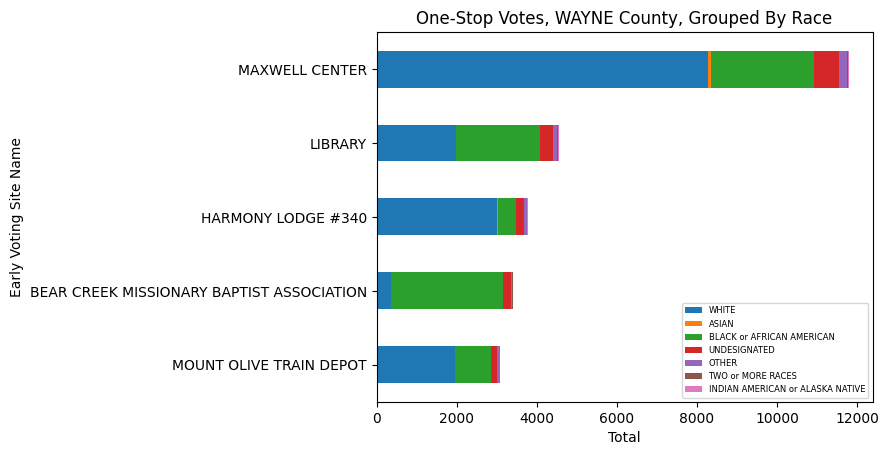 One-Stop Votes, WAYNE County, Grouped By Race
Early Voting Site Name
MAXWELL CENTER
LIBRARY
HARMONY LODGE #340
BEAR CREEK MISSIONARY BAPTIST ASSOCIATION
MOUNT OLIVE TRAIN DEPOT
WHITE
ASIAN
BLACK or AFRICAN AMERICAN
UNDESIGNATED
OTHER
TWO or MORE RACES
INDIAN AMERICAN or ALASKA NATIVE
0 2000 4000 6000 8000 10000 12000
Total